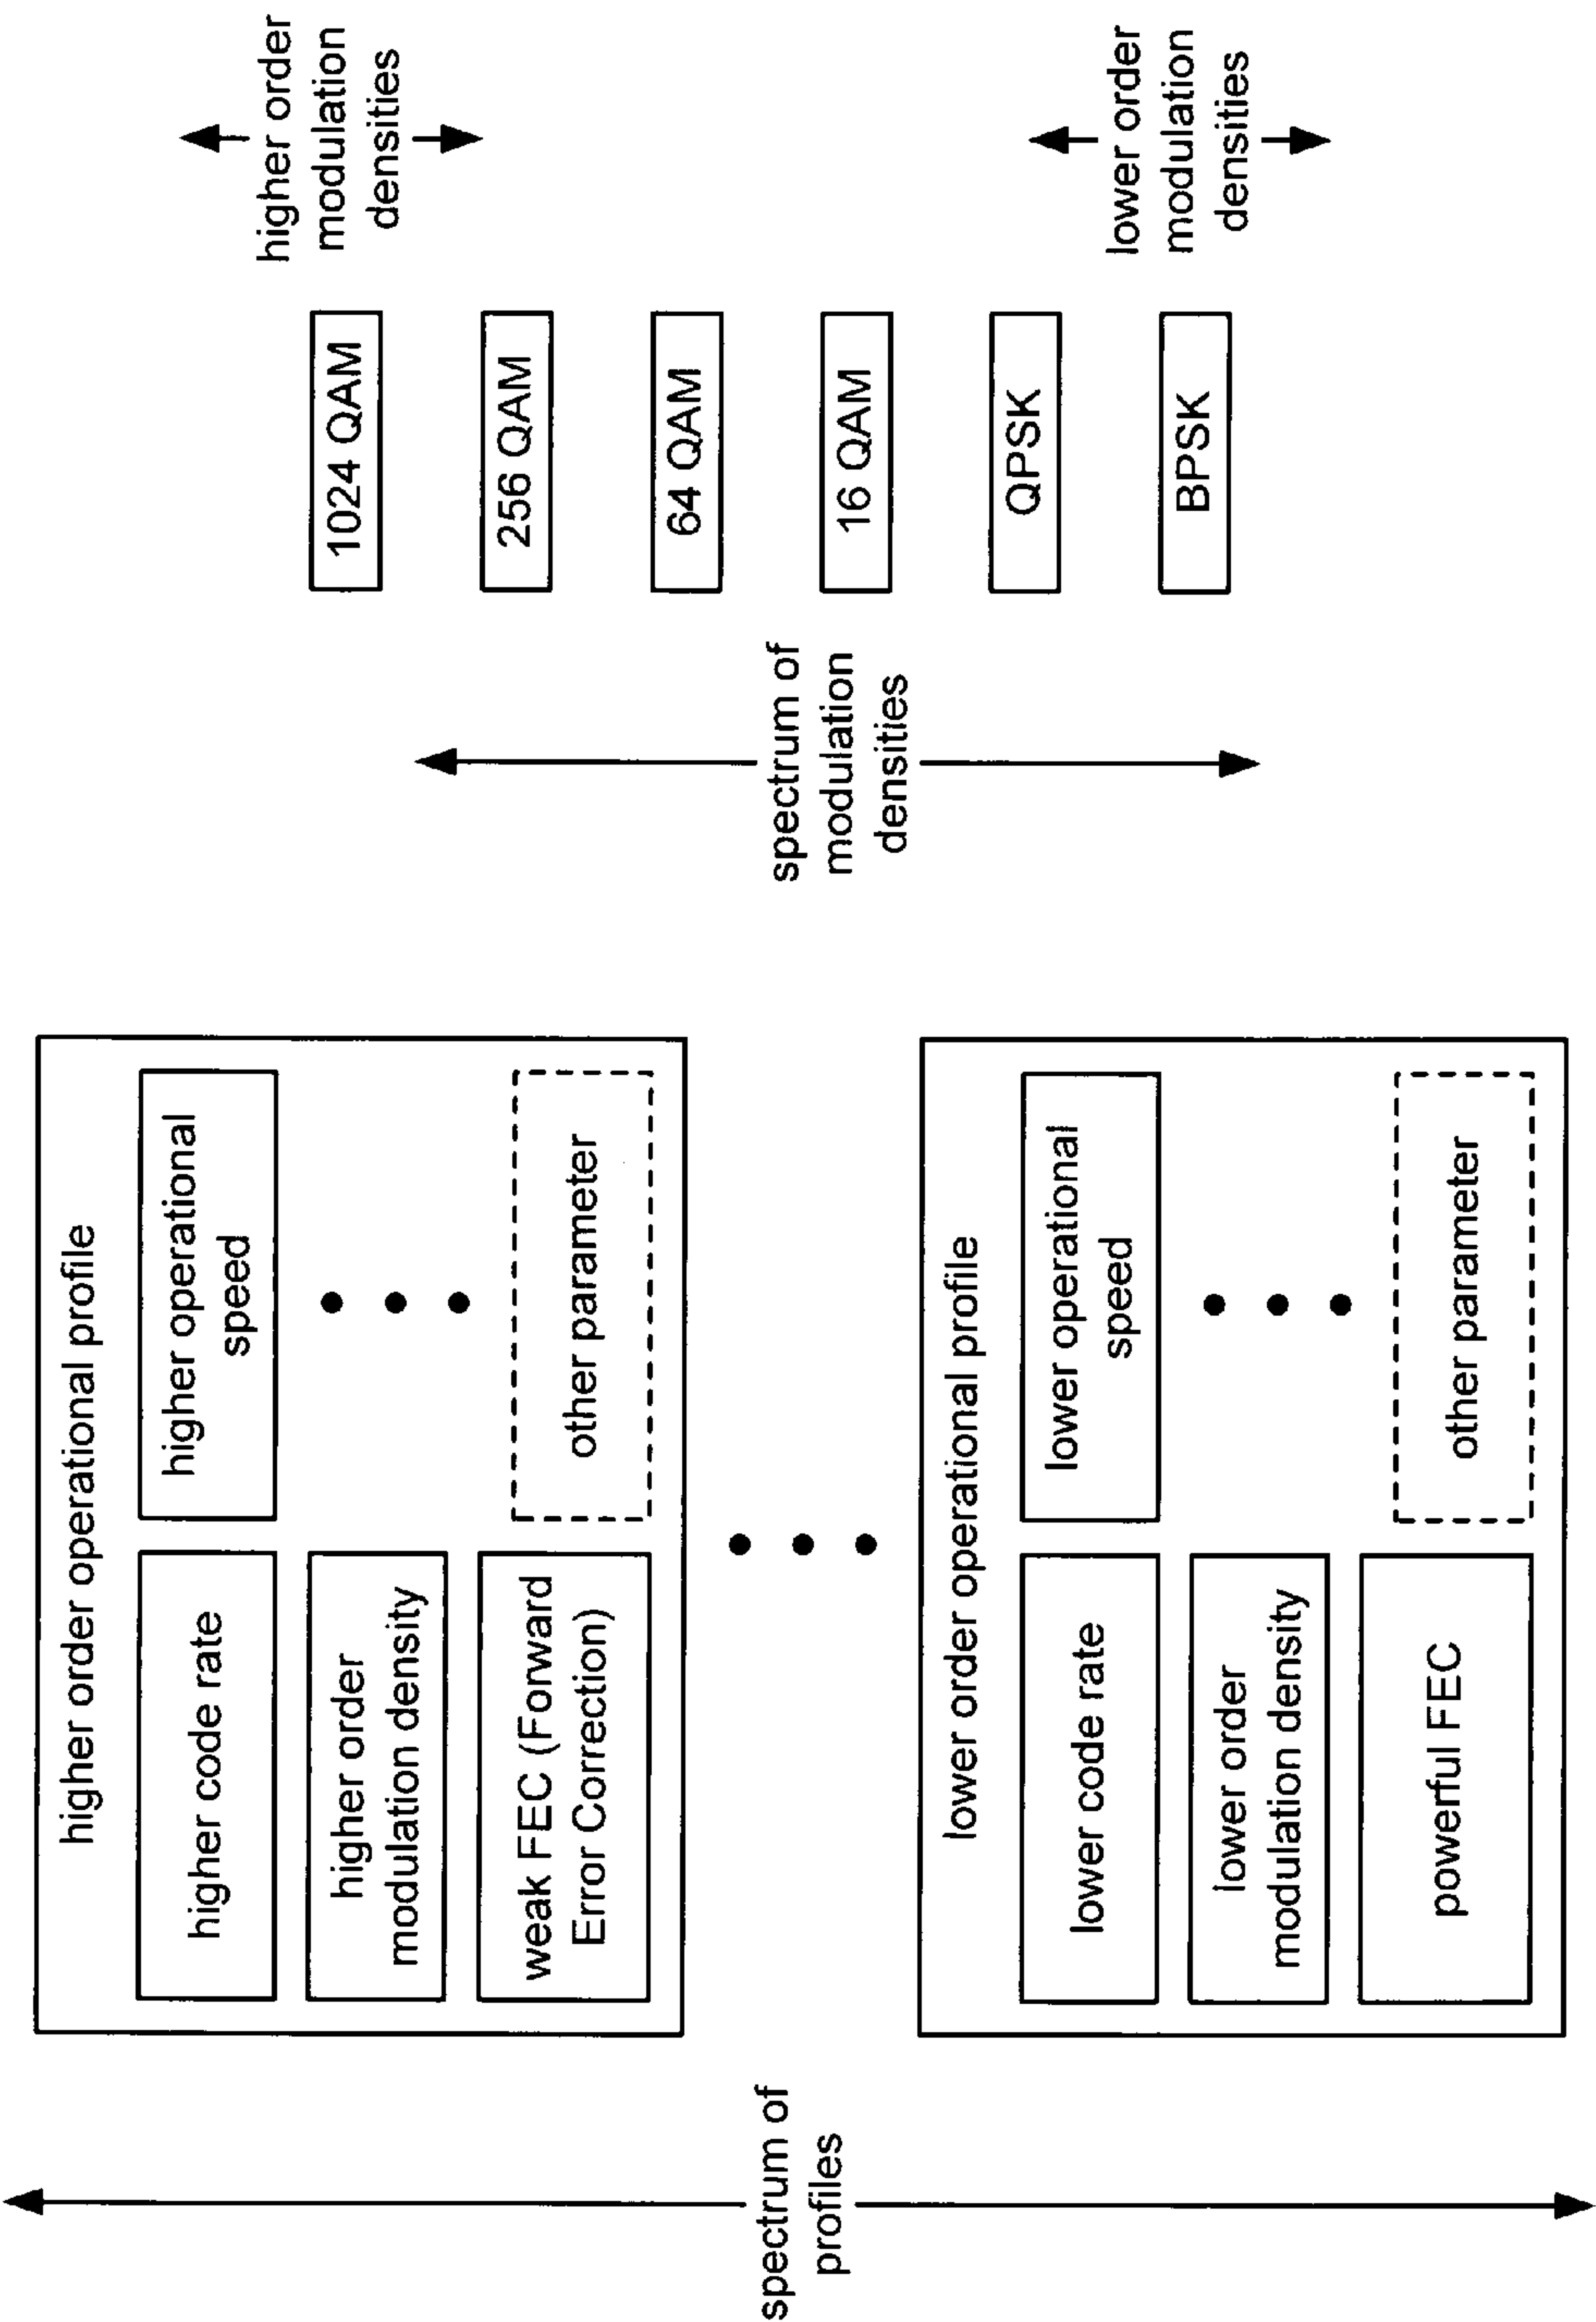 spectrum of
profiles
higher order operational profile
higher code rate
higher operational
speed
higher order
modulation density
weak FEC (Forward
Error Correction)
other parameter
lower order operational profile
lower code rate
lower operational
speed
lower order
modulation density
powerful FEC
other parameter
spectrum of
modulation
densities
1024 QAM
256 QAM
64 QAM
16 QAM
QPSK
BPSK
higher order
modulation
densities
lower order
modulation
densities